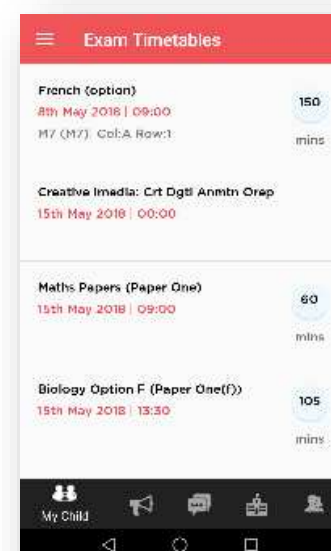 Exam Timetables
French (option)
8th May 2018 | 09:00
M7 (M7) Col:A Row:1
150
mins
Creative Imedia: Crt Dgtl Anmtn Orep
15th May 2018 | 00:00
Maths Papers (Paper One)
15th May 2018 | 09:00
60
mins
Biology Option F (Paper One(f))
15th May 2018 | 13:30
105
mins
My Child